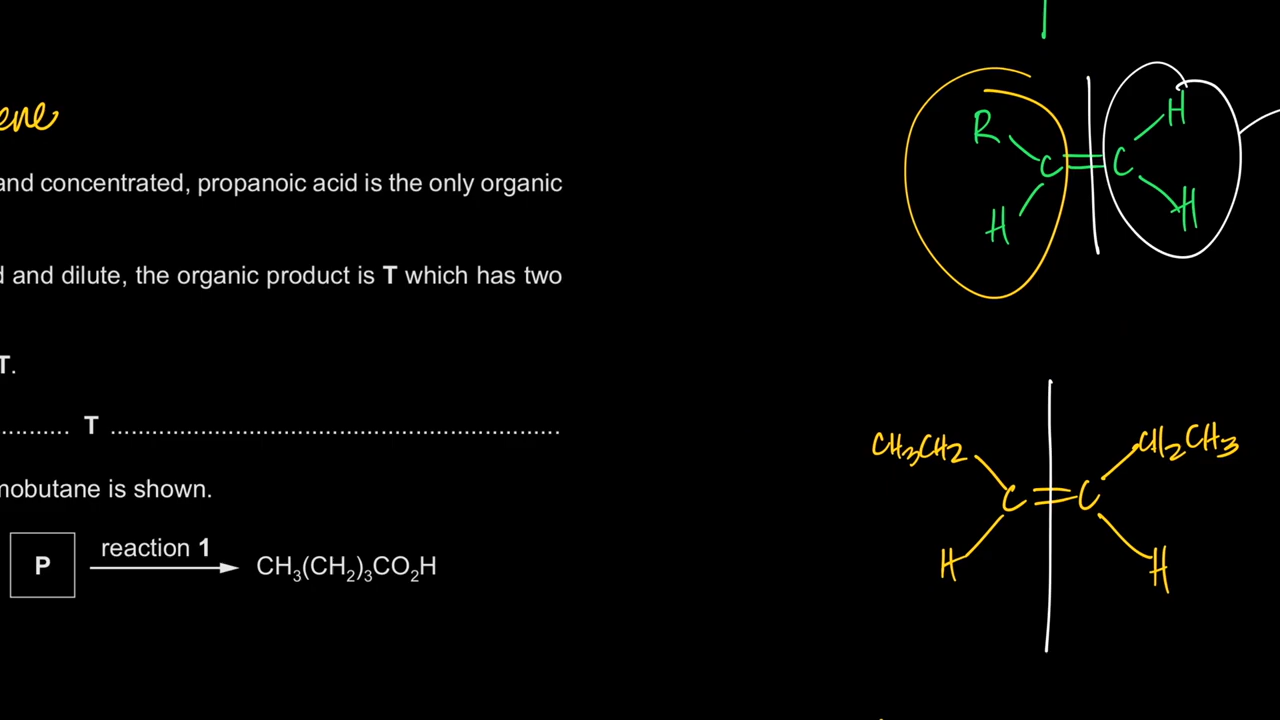 ene
and concentrated, propanoic acid is the only organic
and dilute, the organic product is T which has two
T.
.......... T ................................................................
mobutane is shown.
P reaction 1 CH₃(CH₂)₃CO₂H
R H
C=C
H H
CH₃CH₂ CH₂CH₃
C=C
H H